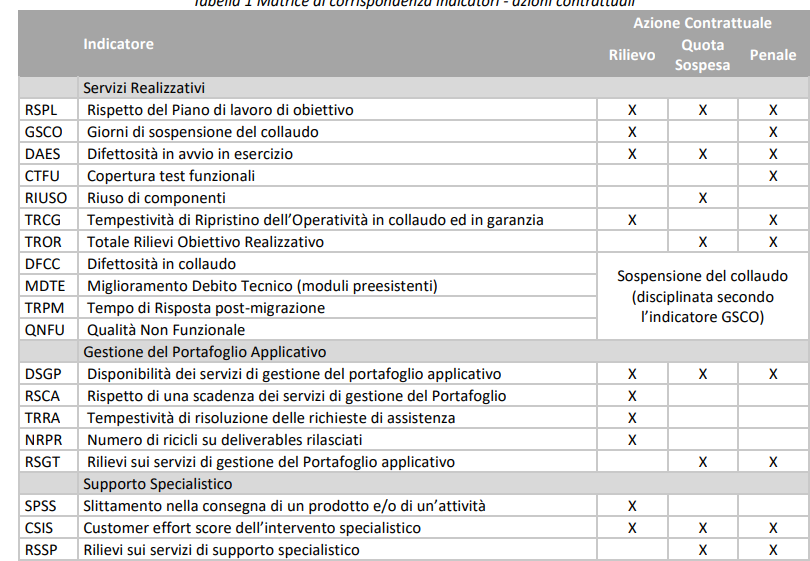 Tabella 1 Matrice di corrispondenza indicatori - azioni contrattuali
Indicatore
Azione Contrattuale
Rilievo
Quota Sospesa
Penale
Servizi Realizzativi
RSPL Rispetto del Piano di lavoro di obiettivo X X X
GSCO Giorni di sospensione del collaudo X X
DAES Difettosità in avvio in esercizio X X X
CTFU Copertura test funzionali X
RIUSO Riuso di componenti X
TRCG Tempestività di Ripristino dell’Operatività in collaudo ed in garanzia X X
TROR Totale Rilievi Obiettivo Realizzativo X X
DFCC Difettosità in collaudo
MDTE Miglioramento Debito Tecnico (moduli preesistenti)
TRPM Tempo di Risposta post-migrazione
QNFU Qualità Non Funzionale
Sospensione del collaudo
(disciplinata secondo
l’indicatore GSCO)
Gestione del Portafoglio Applicativo
DSGP Disponibilità dei servizi di gestione del portafoglio applicativo X X X
RSCA Rispetto di una scadenza dei servizi di gestione del Portafoglio X
TRRA Tempestività di risoluzione delle richieste di assistenza X
NRPR Numero di ricicli su deliverables rilasciati X
RSGT Rilievi sui servizi di gestione del Portafoglio applicativo X X
Supporto Specialistico
SPSS Slittamento nella consegna di un prodotto e/o di un’attività X
CSIS Customer effort score dell’intervento specialistico X X X
RSSP Rilievi sui servizi di supporto specialistico X X